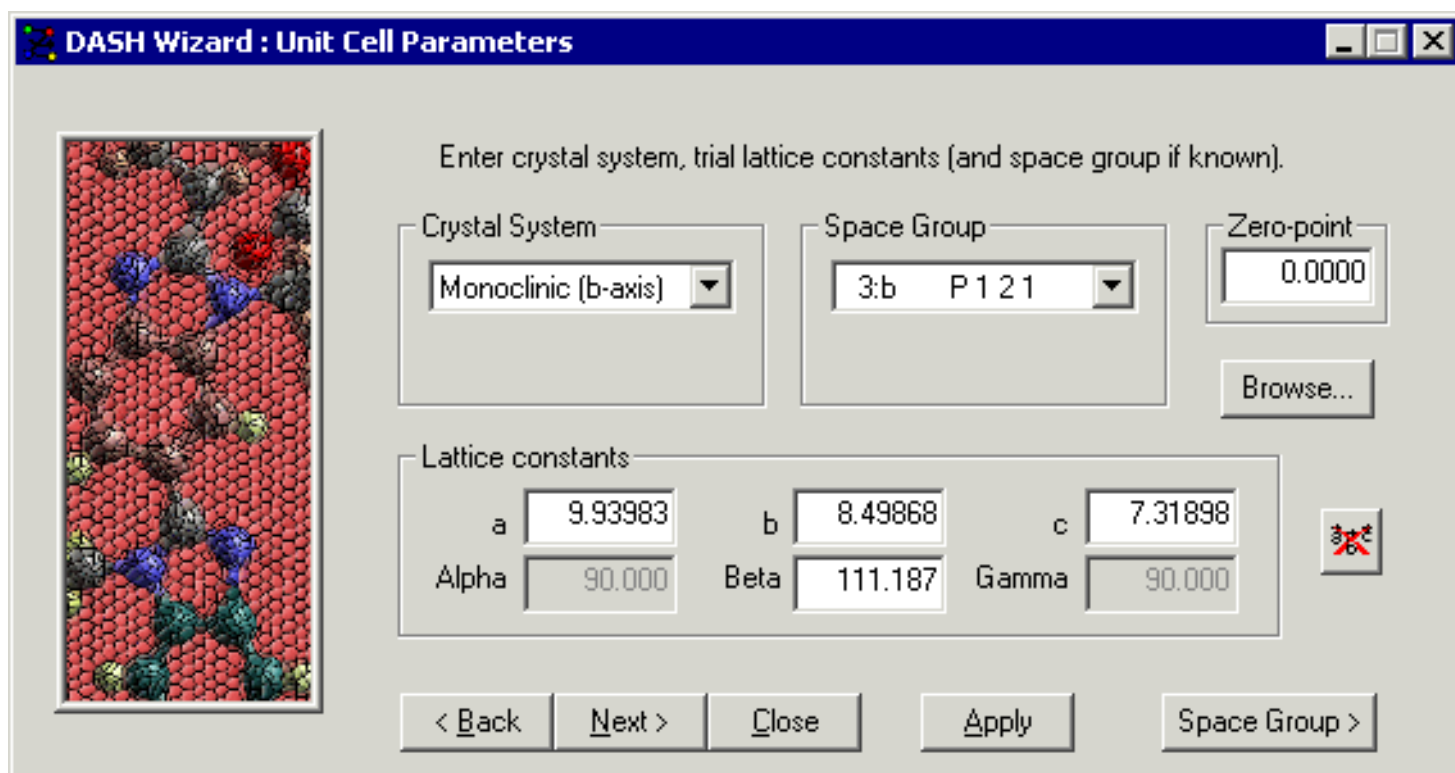 DASH Wizard : Unit Cell Parameters
Enter crystal system, trial lattice constants (and space group if known).
Crystal System
Space Group
Zero-point
Monoclinic (b-axis)
3:b P 1 2 1
0.0000
Browse...
Lattice constants
a 9.93983 b 8.49868 c 7.31898
Alpha 90.000 Beta 111.187 Gamma 90.000
< Back Next > Close Apply Space Group >